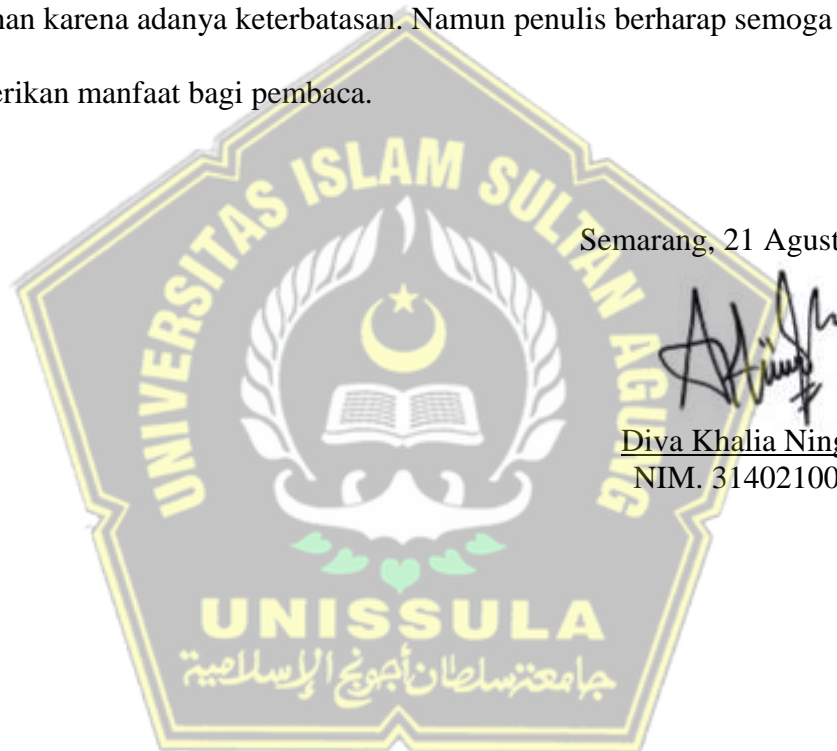 nan karena adanya keterbatasan. Namun penulis berharap semoga
erikan manfaat bagi pembaca.
UNIVERSITAS ISLAM SULTAN AGUNG
Semarang, 21 Agust
Diva Khalia Ning
NIM. 31402100
UNISSULA
جامعة سلطان أجونج الإسلامية